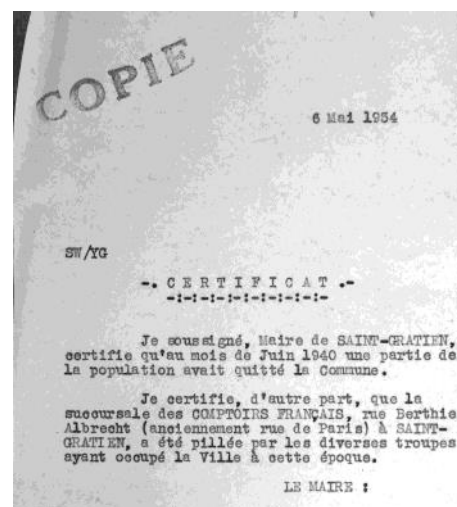 COPIE
6 Mai 1954
SW/YG
-. C E R T I F I C A T .-
-:-:-:-:-:-:-:-:-:-
Je soussigné, Maire de SAINT-GRATIEN,
certifie qu'au mois de Juin 1940 une partie de
la population avait quitté la Commune.
Je certifie, d'autre part, que la
succursale des COMPTOIRS FRANÇAIS, rue Berthie
Albrecht (anciennement rue de Paris) à SAINT-
GRATIEN, a été pillée par les diverses troupes
ayant occupé la Ville à cette époque.
LE MAIRE :